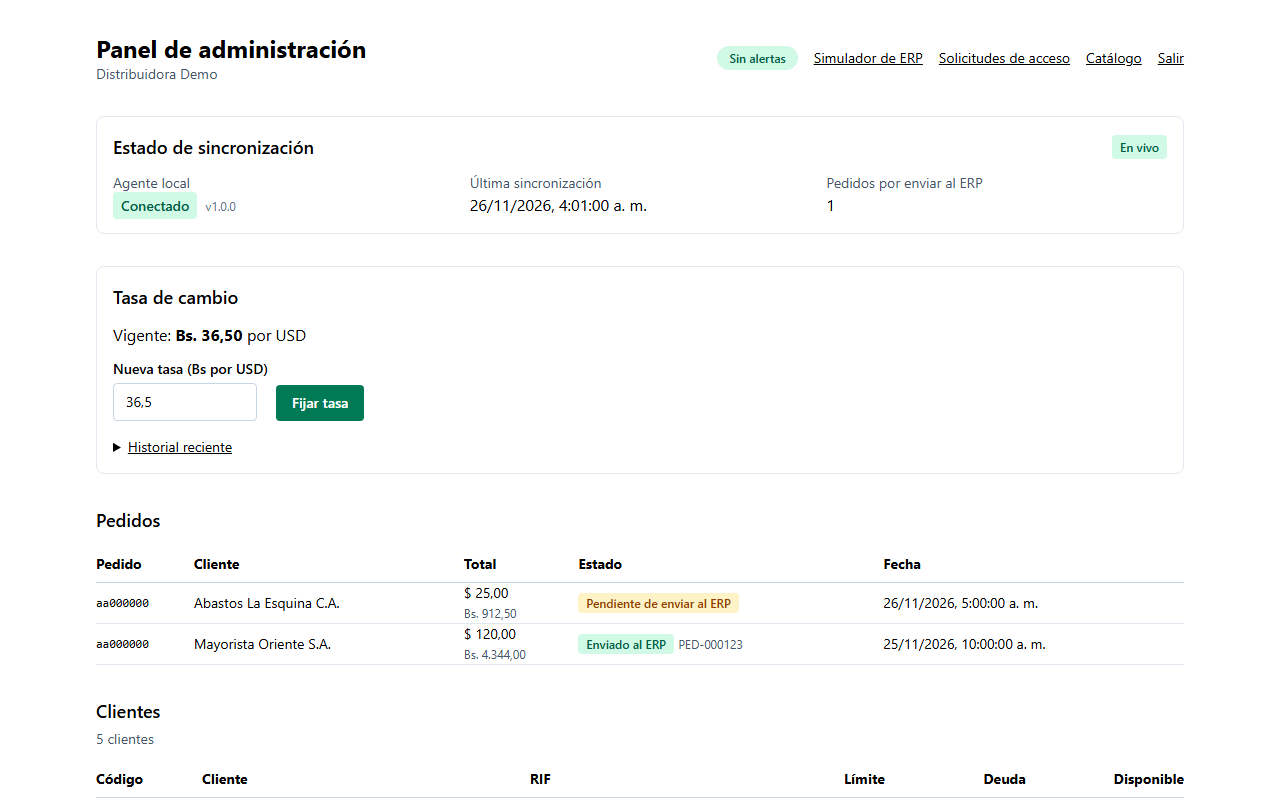 Panel de administración
Distribuidora Demo
Sin alertas Simulador de ERP Solicitudes de acceso Catálogo Salir
Estado de sincronización En vivo
Agente local Última sincronización Pedidos por enviar al ERP
Conectado v1.0.0 26/11/2026, 4:01:00 a. m. 1
Tasa de cambio
Vigente: Bs. 36,50 por USD
Nueva tasa (Bs por USD)
36,5 Fijar tasa
Historial reciente
Pedidos
Pedido Cliente Total Estado Fecha
aa000000 Abastos La Esquina C.A. $ 25,00 Pendiente de enviar al ERP 26/11/2026, 5:00:00 a. m.
Bs. 912,50
aa000000 Mayorista Oriente S.A. $ 120,00 Enviado al ERP PED-000123 25/11/2026, 10:00:00 a. m.
Bs. 4.344,00
Clientes
5 clientes
Código Cliente RIF Límite Deuda Disponible